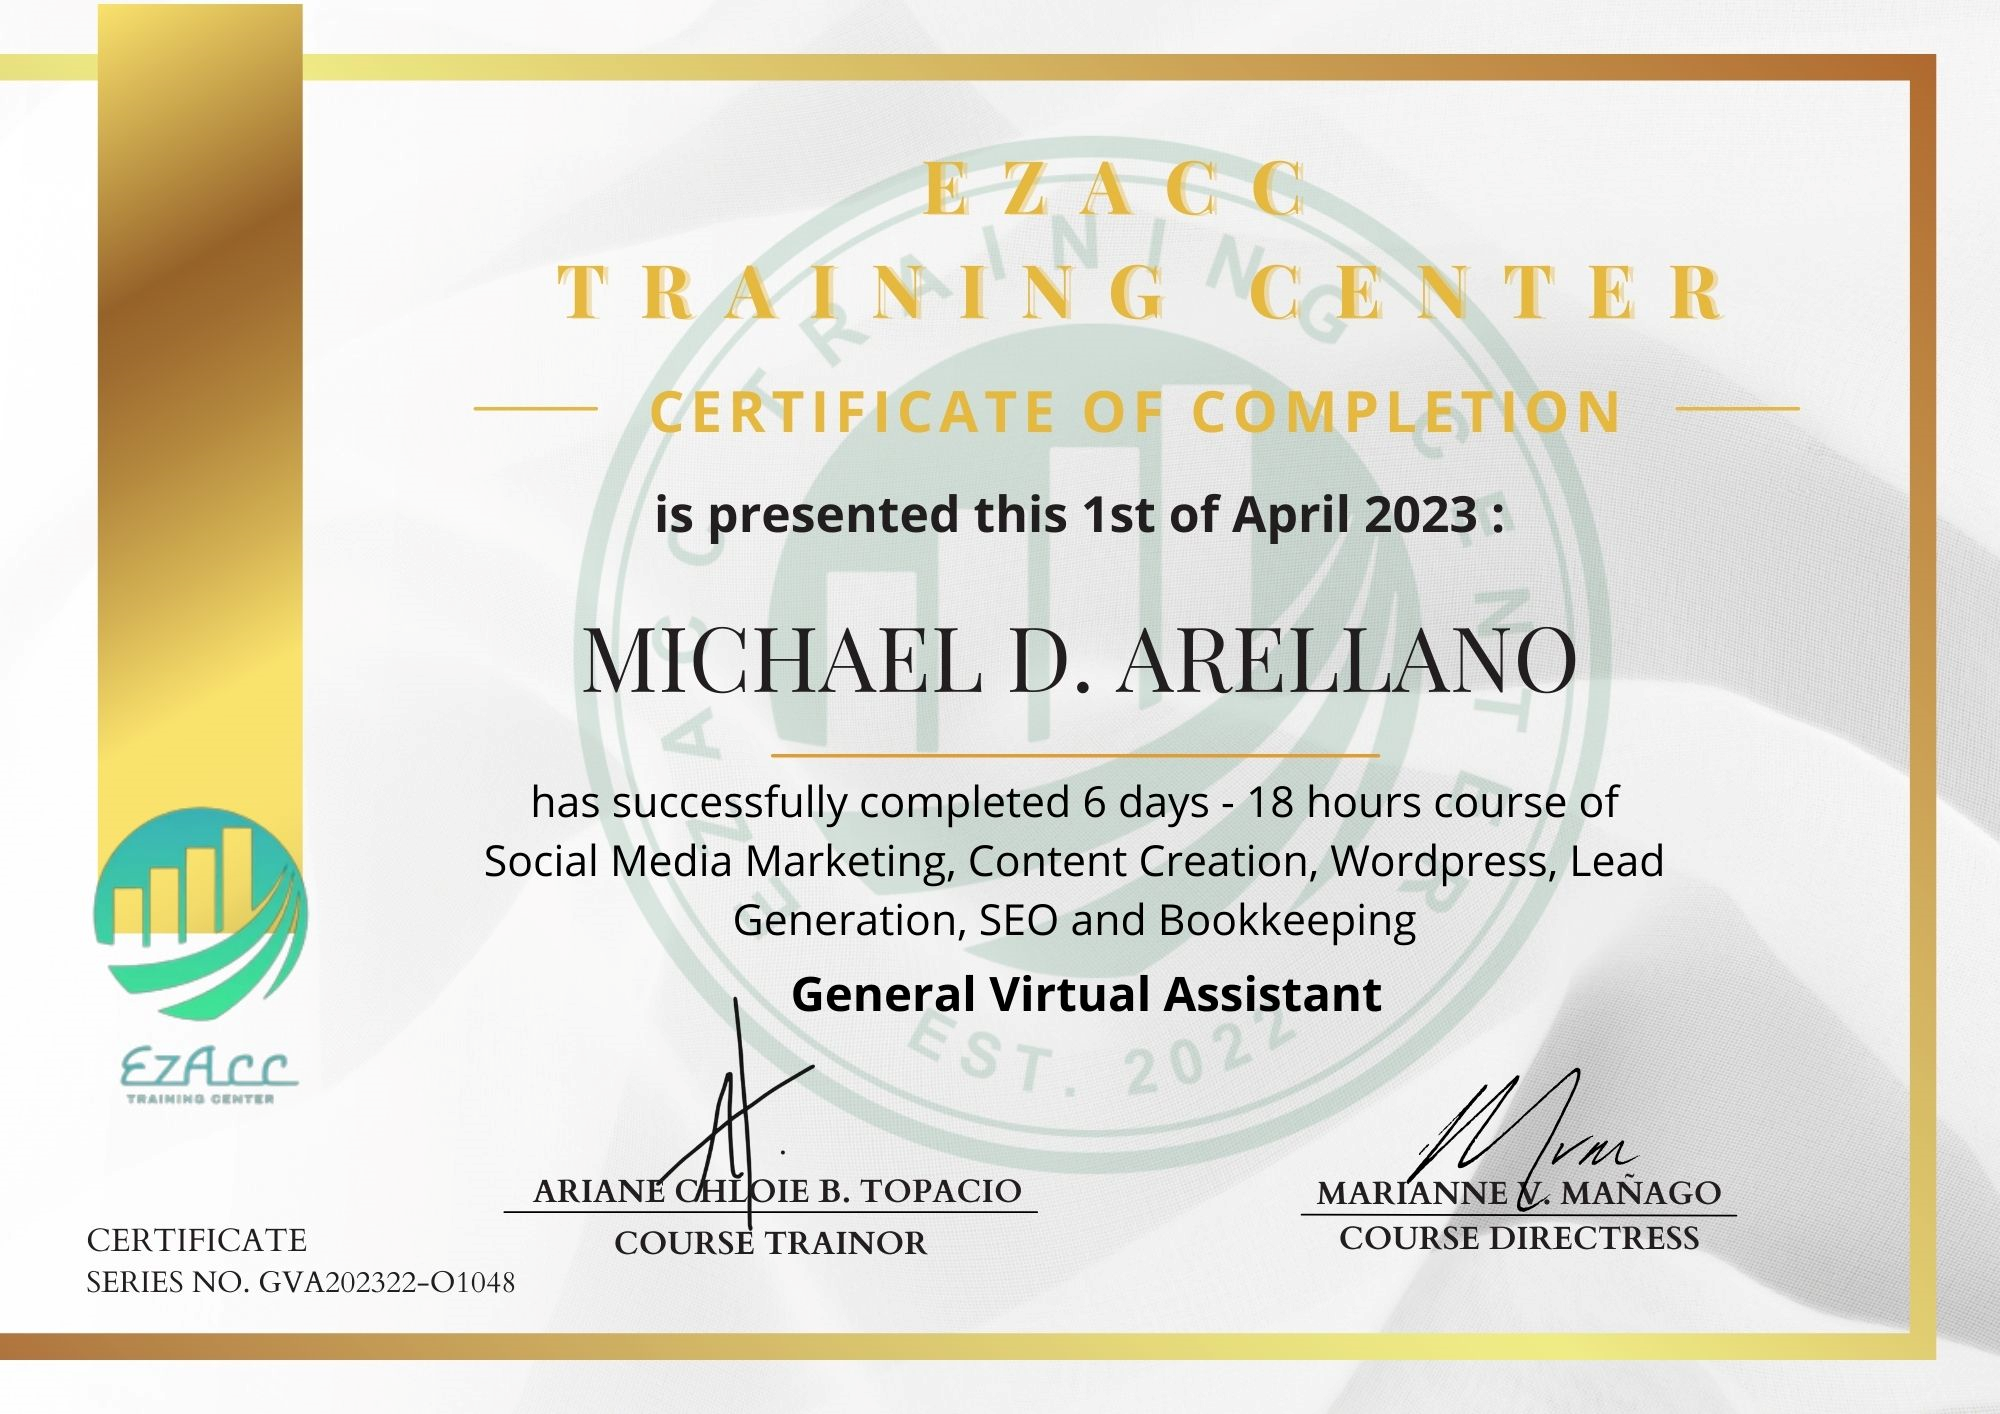 EZACC
TRAINING CENTER
CERTIFICATE OF COMPLETION
is presented this 1st of April 2023 :
MICHAEL D. ARELLANO
has successfully completed 6 days - 18 hours course of
Social Media Marketing, Content Creation, Wordpress, Lead
Generation, SEO and Bookkeeping
General Virtual Assistant
EZACC TRAINING CENTER
EST. 2022
EzAcc
TRAINING CENTER
ARIANE CHLOIE B. TOPACIO
COURSE TRAINOR
MARIANNE V. MAÑAGO
COURSE DIRECTRESS
CERTIFICATE
SERIES NO. GVA202322-O1048